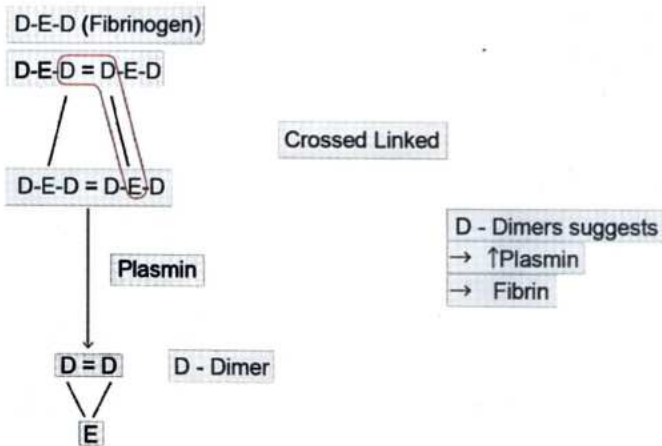 D-E-D (Fibrinogen)
D-E-D = D-E-D
Crossed Linked
D-E-D = D-E-D
D - Dimers suggests
→ ↑Plasmin
→ Fibrin
Plasmin
D = D
D - Dimer
E